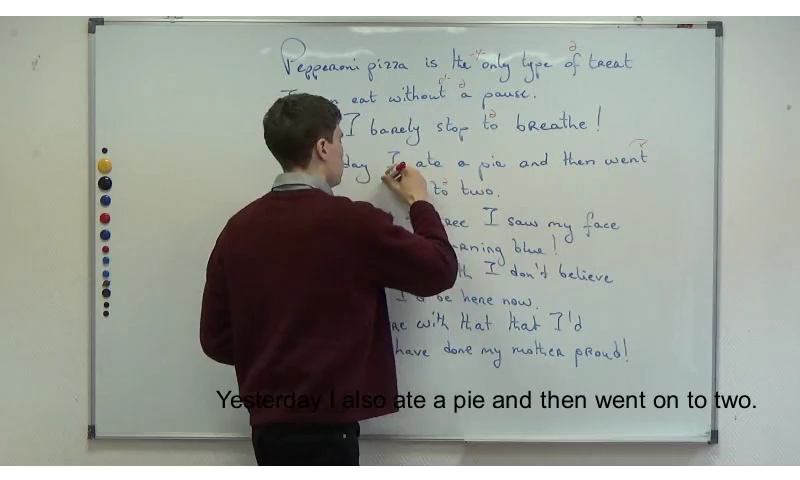 Pepperoni pizza is the only type of treat
I eat without a pause.
I barely stop to breathe!
day I ate a pie and then went
to two.
I saw my face
blue!
I don't believe
I'd be here now.
with that that I'd
have done my mother proud!
Yesterday I also ate a pie and then went on to two.